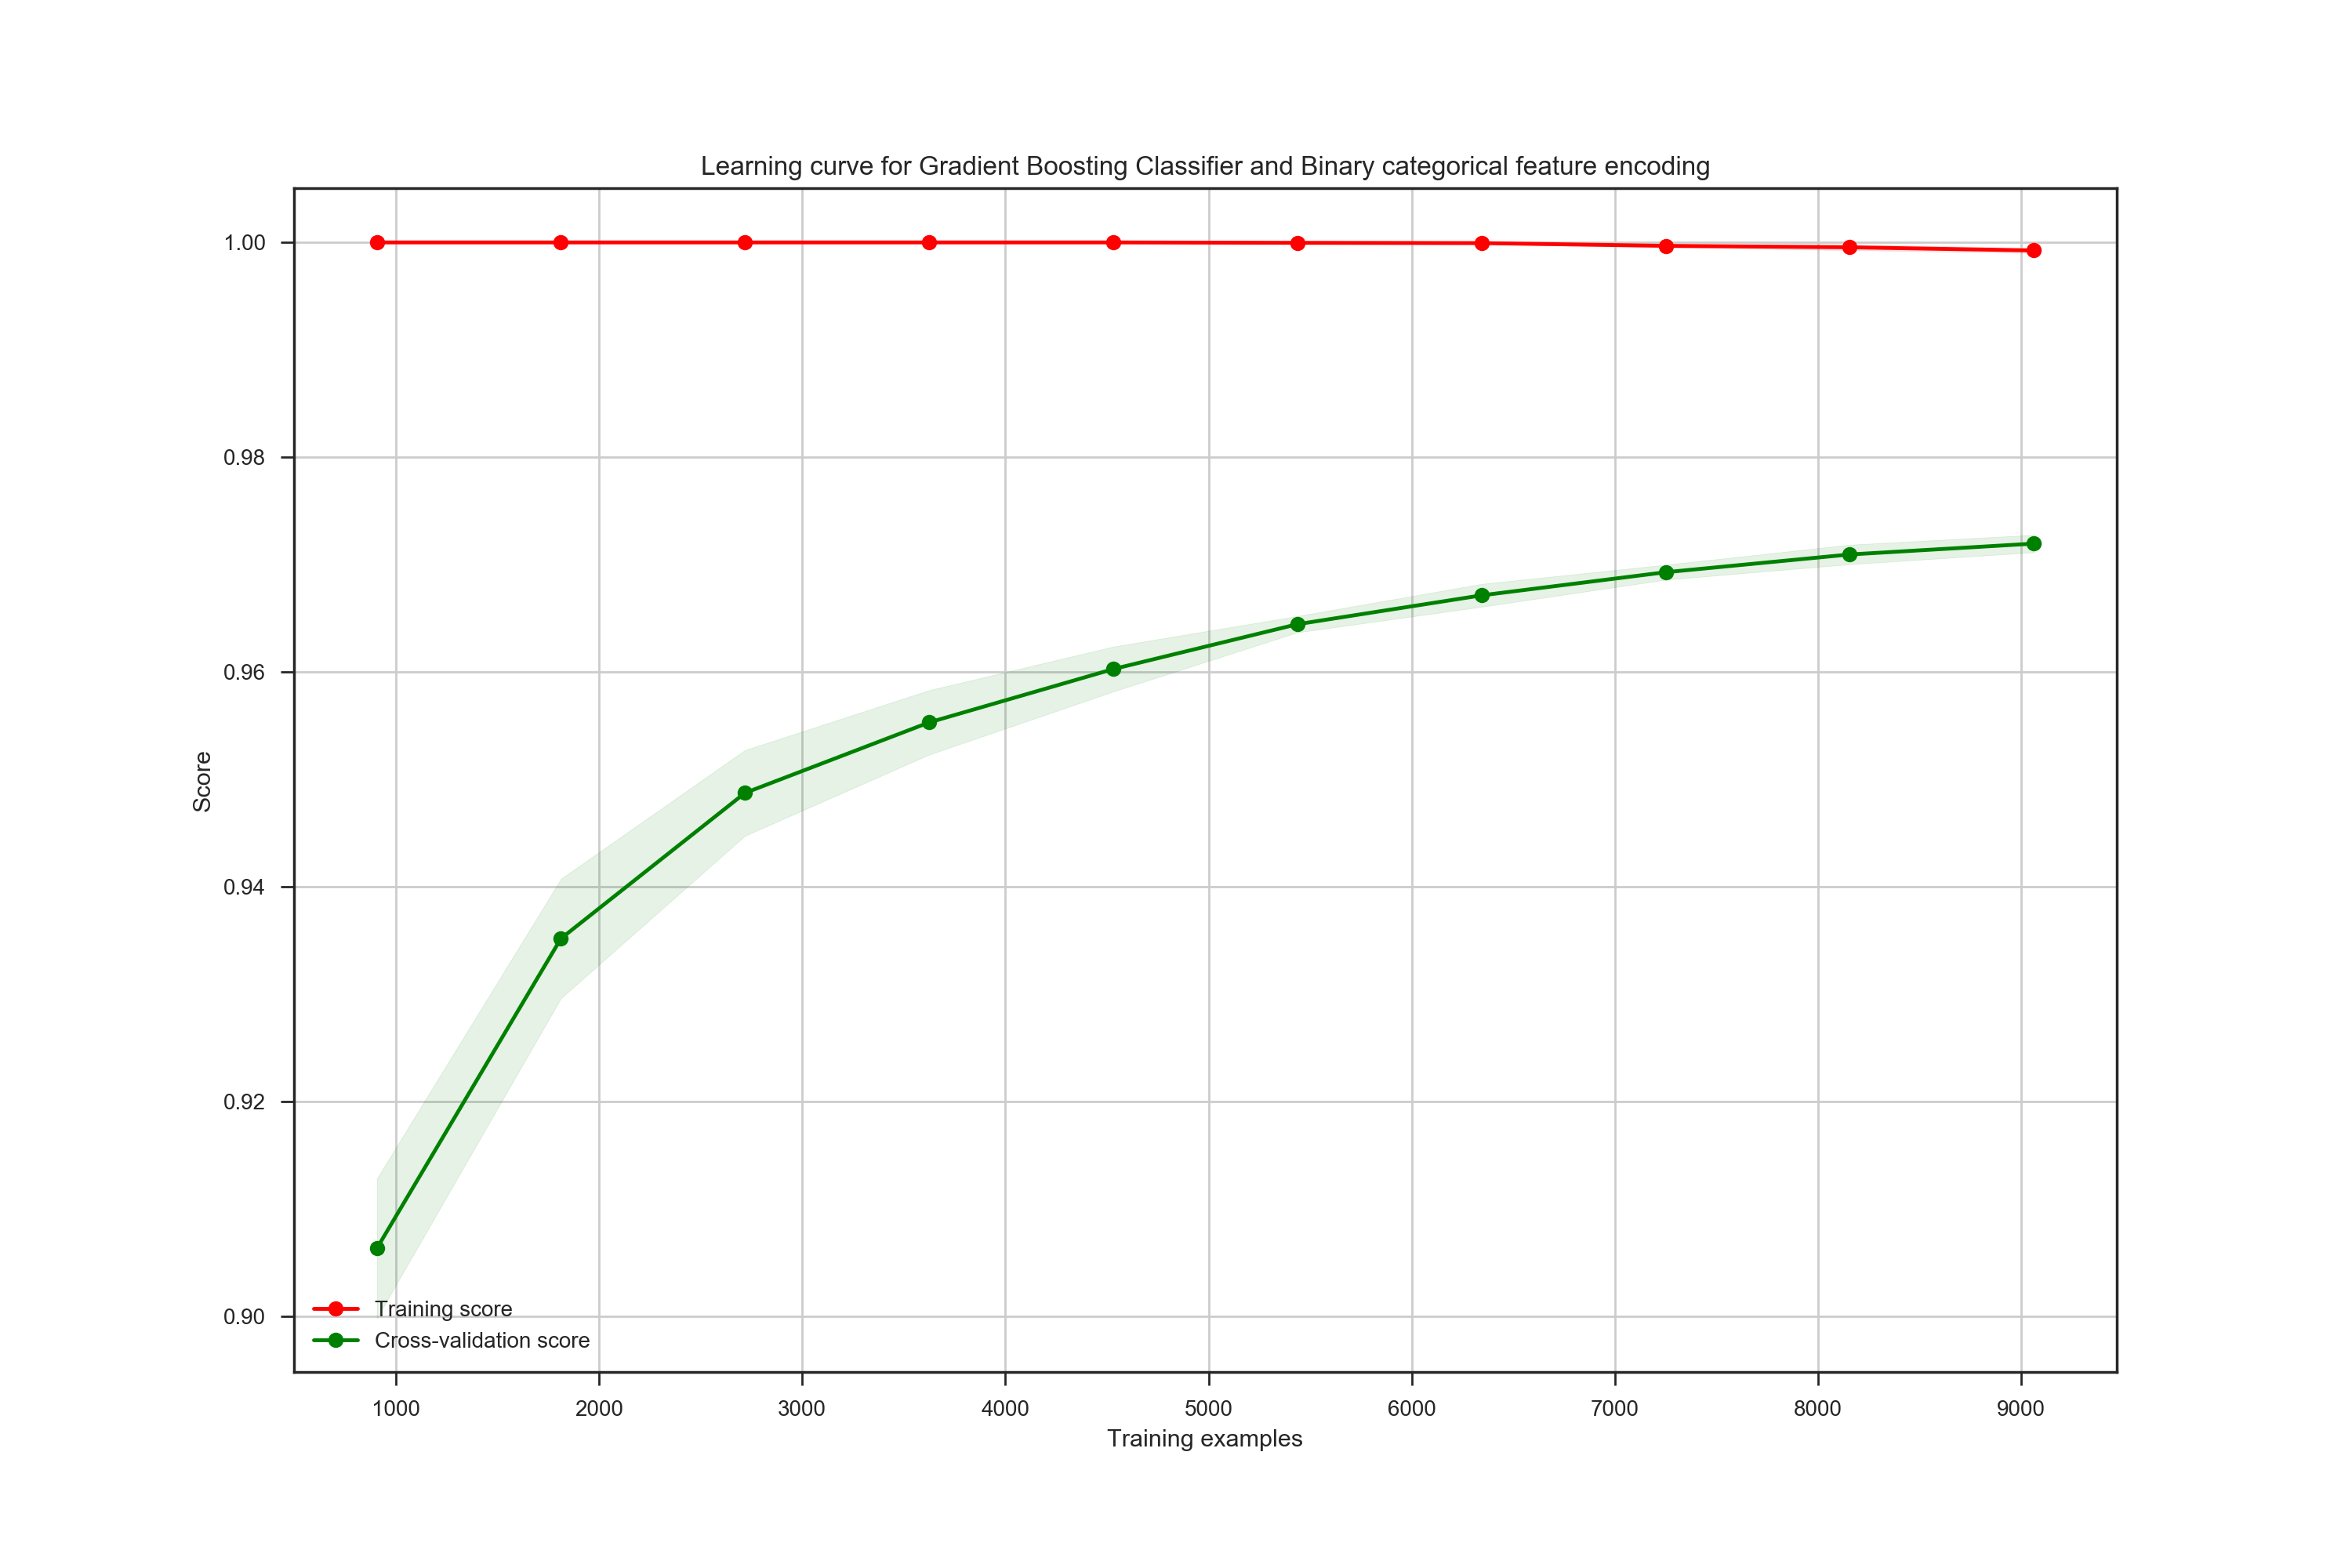 Learning curve for Gradient Boosting Classifier and Binary categorical feature encoding
1.00
0.98
0.96
0.94
0.92
0.90
Score
Training score
Cross-validation score
1000 2000 3000 4000 5000 6000 7000 8000 9000
Training examples